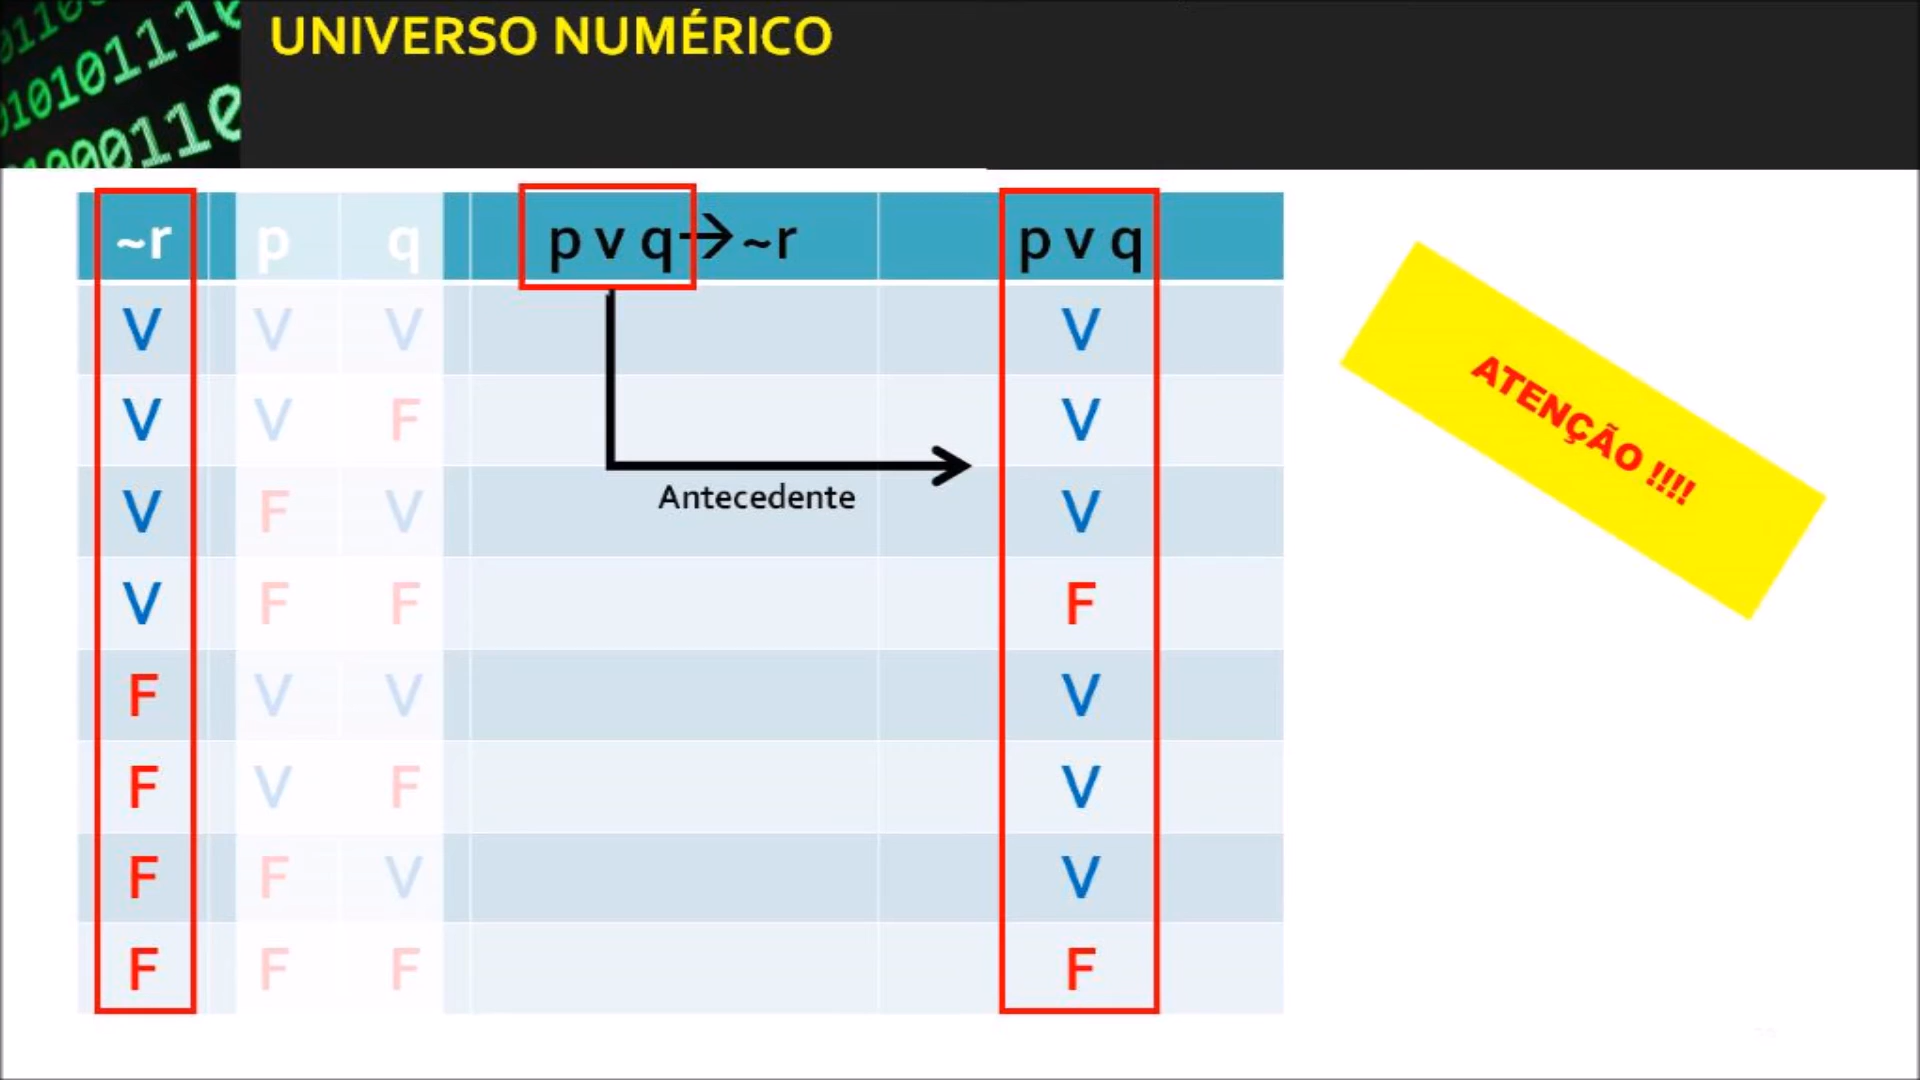 UNIVERSO NUMÉRICO
~r p q p v q → ~r p v q
V V V V
V V F V
V F V V
V F F F
F V V V
F V F V
F F V V
F F F F
Antecedente
ATENÇÃO !!!!